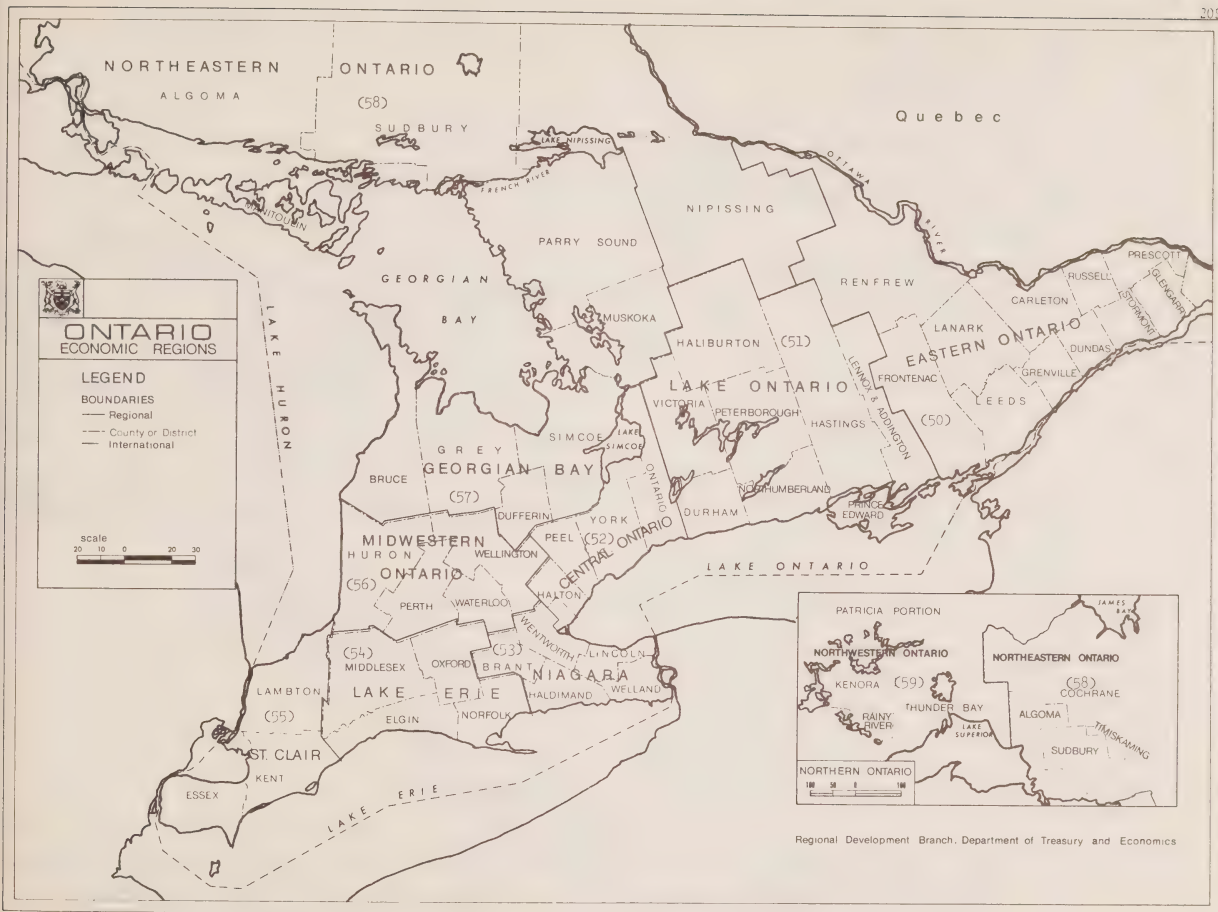 NORTHEASTERN ONTARIO
ALGOMA
(58)
SUDBURY
LAKE NIPISSING
FRENCH RIVER
MANITOULIN
Quebec
OTTAWA RIVER
NIPISSING
PARRY SOUND
GEORGIAN BAY
LAKE HURON
MUSKOKA
RENFREW
PRESCOTT
RUSSELL
GLENGARRY
STORMONT
CARLETON
LANARK
EASTERN ONTARIO
DUNDAS
GRENVILLE
FRONTENAC
LEEDS
(50)
HALIBURTON
(51)
LENNOX & ADDINGTON
LAKE ONTARIO
VICTORIA
PETERBOROUGH
HASTINGS
NORTHUMBERLAND
PRINCE EDWARD
DURHAM
ONTARIO
ECONOMIC REGIONS
LEGEND
BOUNDARIES
Regional
County or District
International
scale
20 10 0 10 20 30
SIMCOE
LAKE SIMCOE
GREY
GEORGIAN BAY
BRUCE
(57)
DUFFERIN
ONTARIO
YORK
PEEL
(52)
CENTRAL ONTARIO
HALTON
MIDWESTERN
HURON
WELLINGTON
ONTARIO
(56)
PERTH
WATERLOO
LAKE ONTARIO
WENTWORTH
(53)
LINCOLN
BRANT
NIAGARA
HALDIMAND
WELLAND
(54)
MIDDLESEX
OXFORD
LAKE ERIE
ELGIN
NORFOLK
LAMBTON
(55)
ST. CLAIR
KENT
ESSEX
LAKE ERIE
PATRICIA PORTION
JAMES BAY
NORTHWESTERN ONTARIO
NORTHEASTERN ONTARIO
KENORA
(59)
(58)
COCHRANE
RAINY RIVER
THUNDER BAY
LAKE SUPERIOR
ALGOMA
TIMISKAMING
SUDBURY
NORTHERN ONTARIO
100 50 0 100
Regional Development Branch, Department of Treasury and Economics